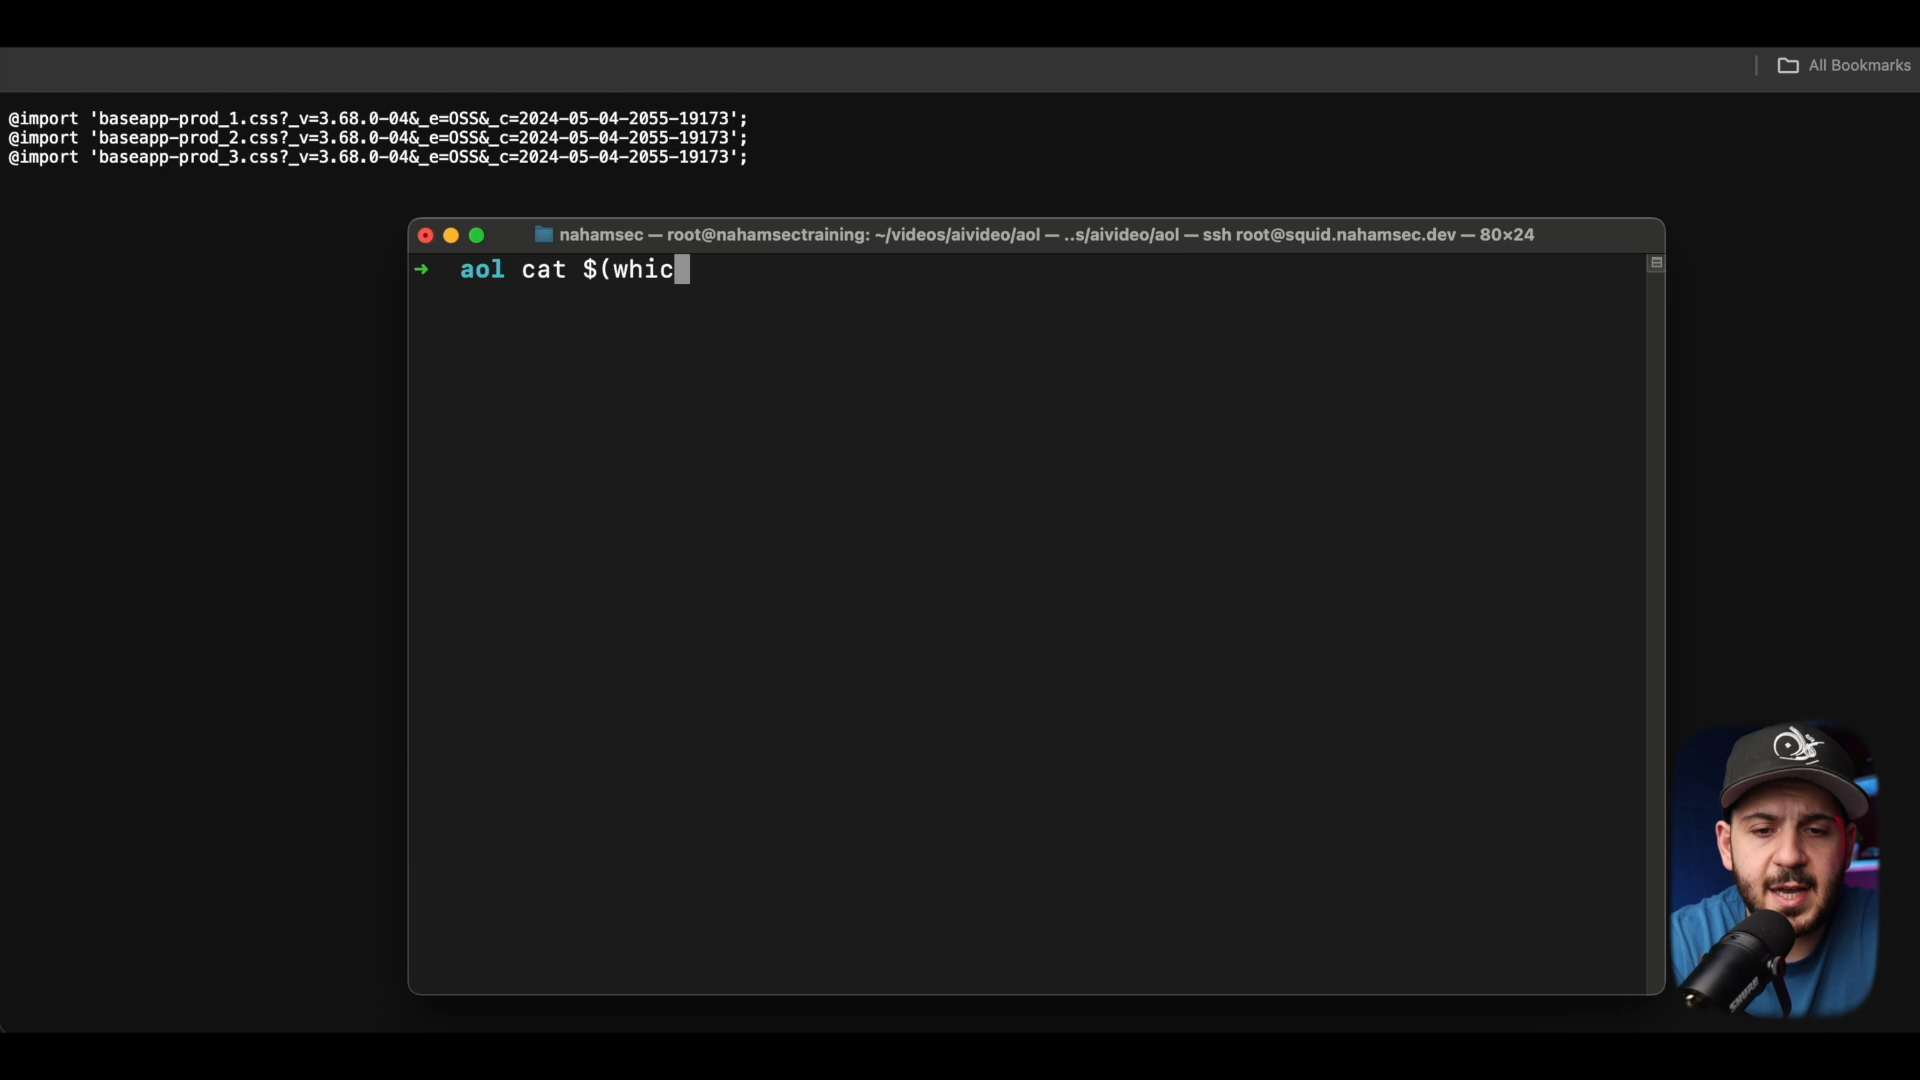 All Bookmarks
@import 'baseapp-prod_1.css?_v=3.68.0-04&_e=OSS&_c=2024-05-04-2055-19173';
@import 'baseapp-prod_2.css?_v=3.68.0-04&_e=OSS&_c=2024-05-04-2055-19173';
@import 'baseapp-prod_3.css?_v=3.68.0-04&_e=OSS&_c=2024-05-04-2055-19173';
nahamsec — root@nahamsectraining: ~/videos/aivideo/aol — ..s/aivideo/aol — ssh root@squid.nahamsec.dev — 80×24
➜ aol cat $(whic
SHURE